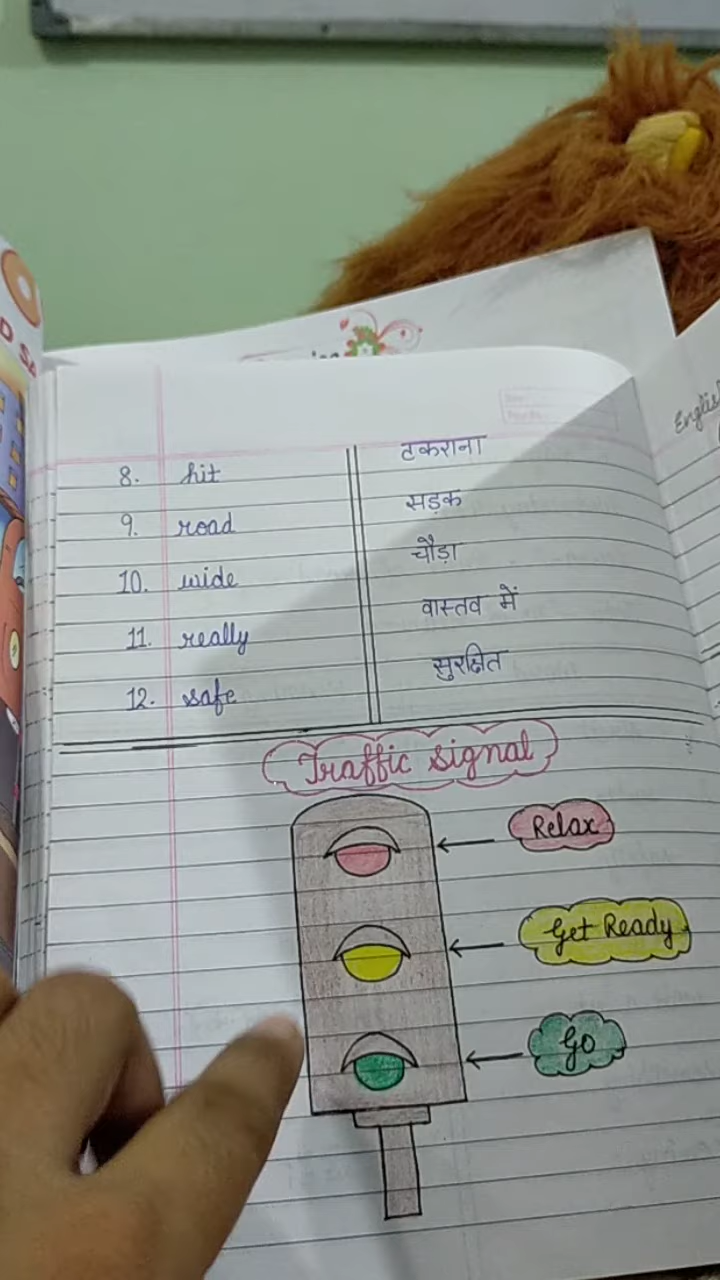 8. hit टकराना
9. road सड़क
10. wide चौड़ा
11. really वास्तव में
12. safe सुरक्षित
Traffic signal
Relax
Get Ready
Go